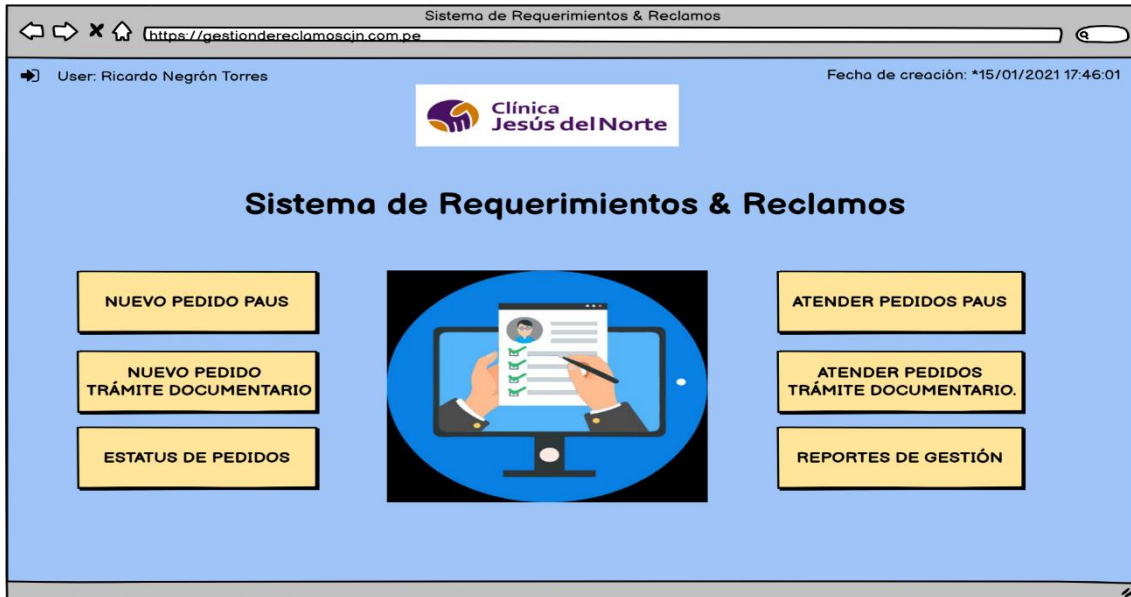 Sistema de Requerimientos & Reclamos
https://gestiondereclamoscjn.com.pe
User: Ricardo Negrón Torres
Fecha de creación: *15/01/2021 17:46:01
Clínica
Jesús del Norte
Sistema de Requerimientos & Reclamos
NUEVO PEDIDO PAUS
NUEVO PEDIDO
TRÁMITE DOCUMENTARIO
ESTATUS DE PEDIDOS
ATENDER PEDIDOS PAUS
ATENDER PEDIDOS
TRÁMITE DOCUMENTARIO.
REPORTES DE GESTIÓN